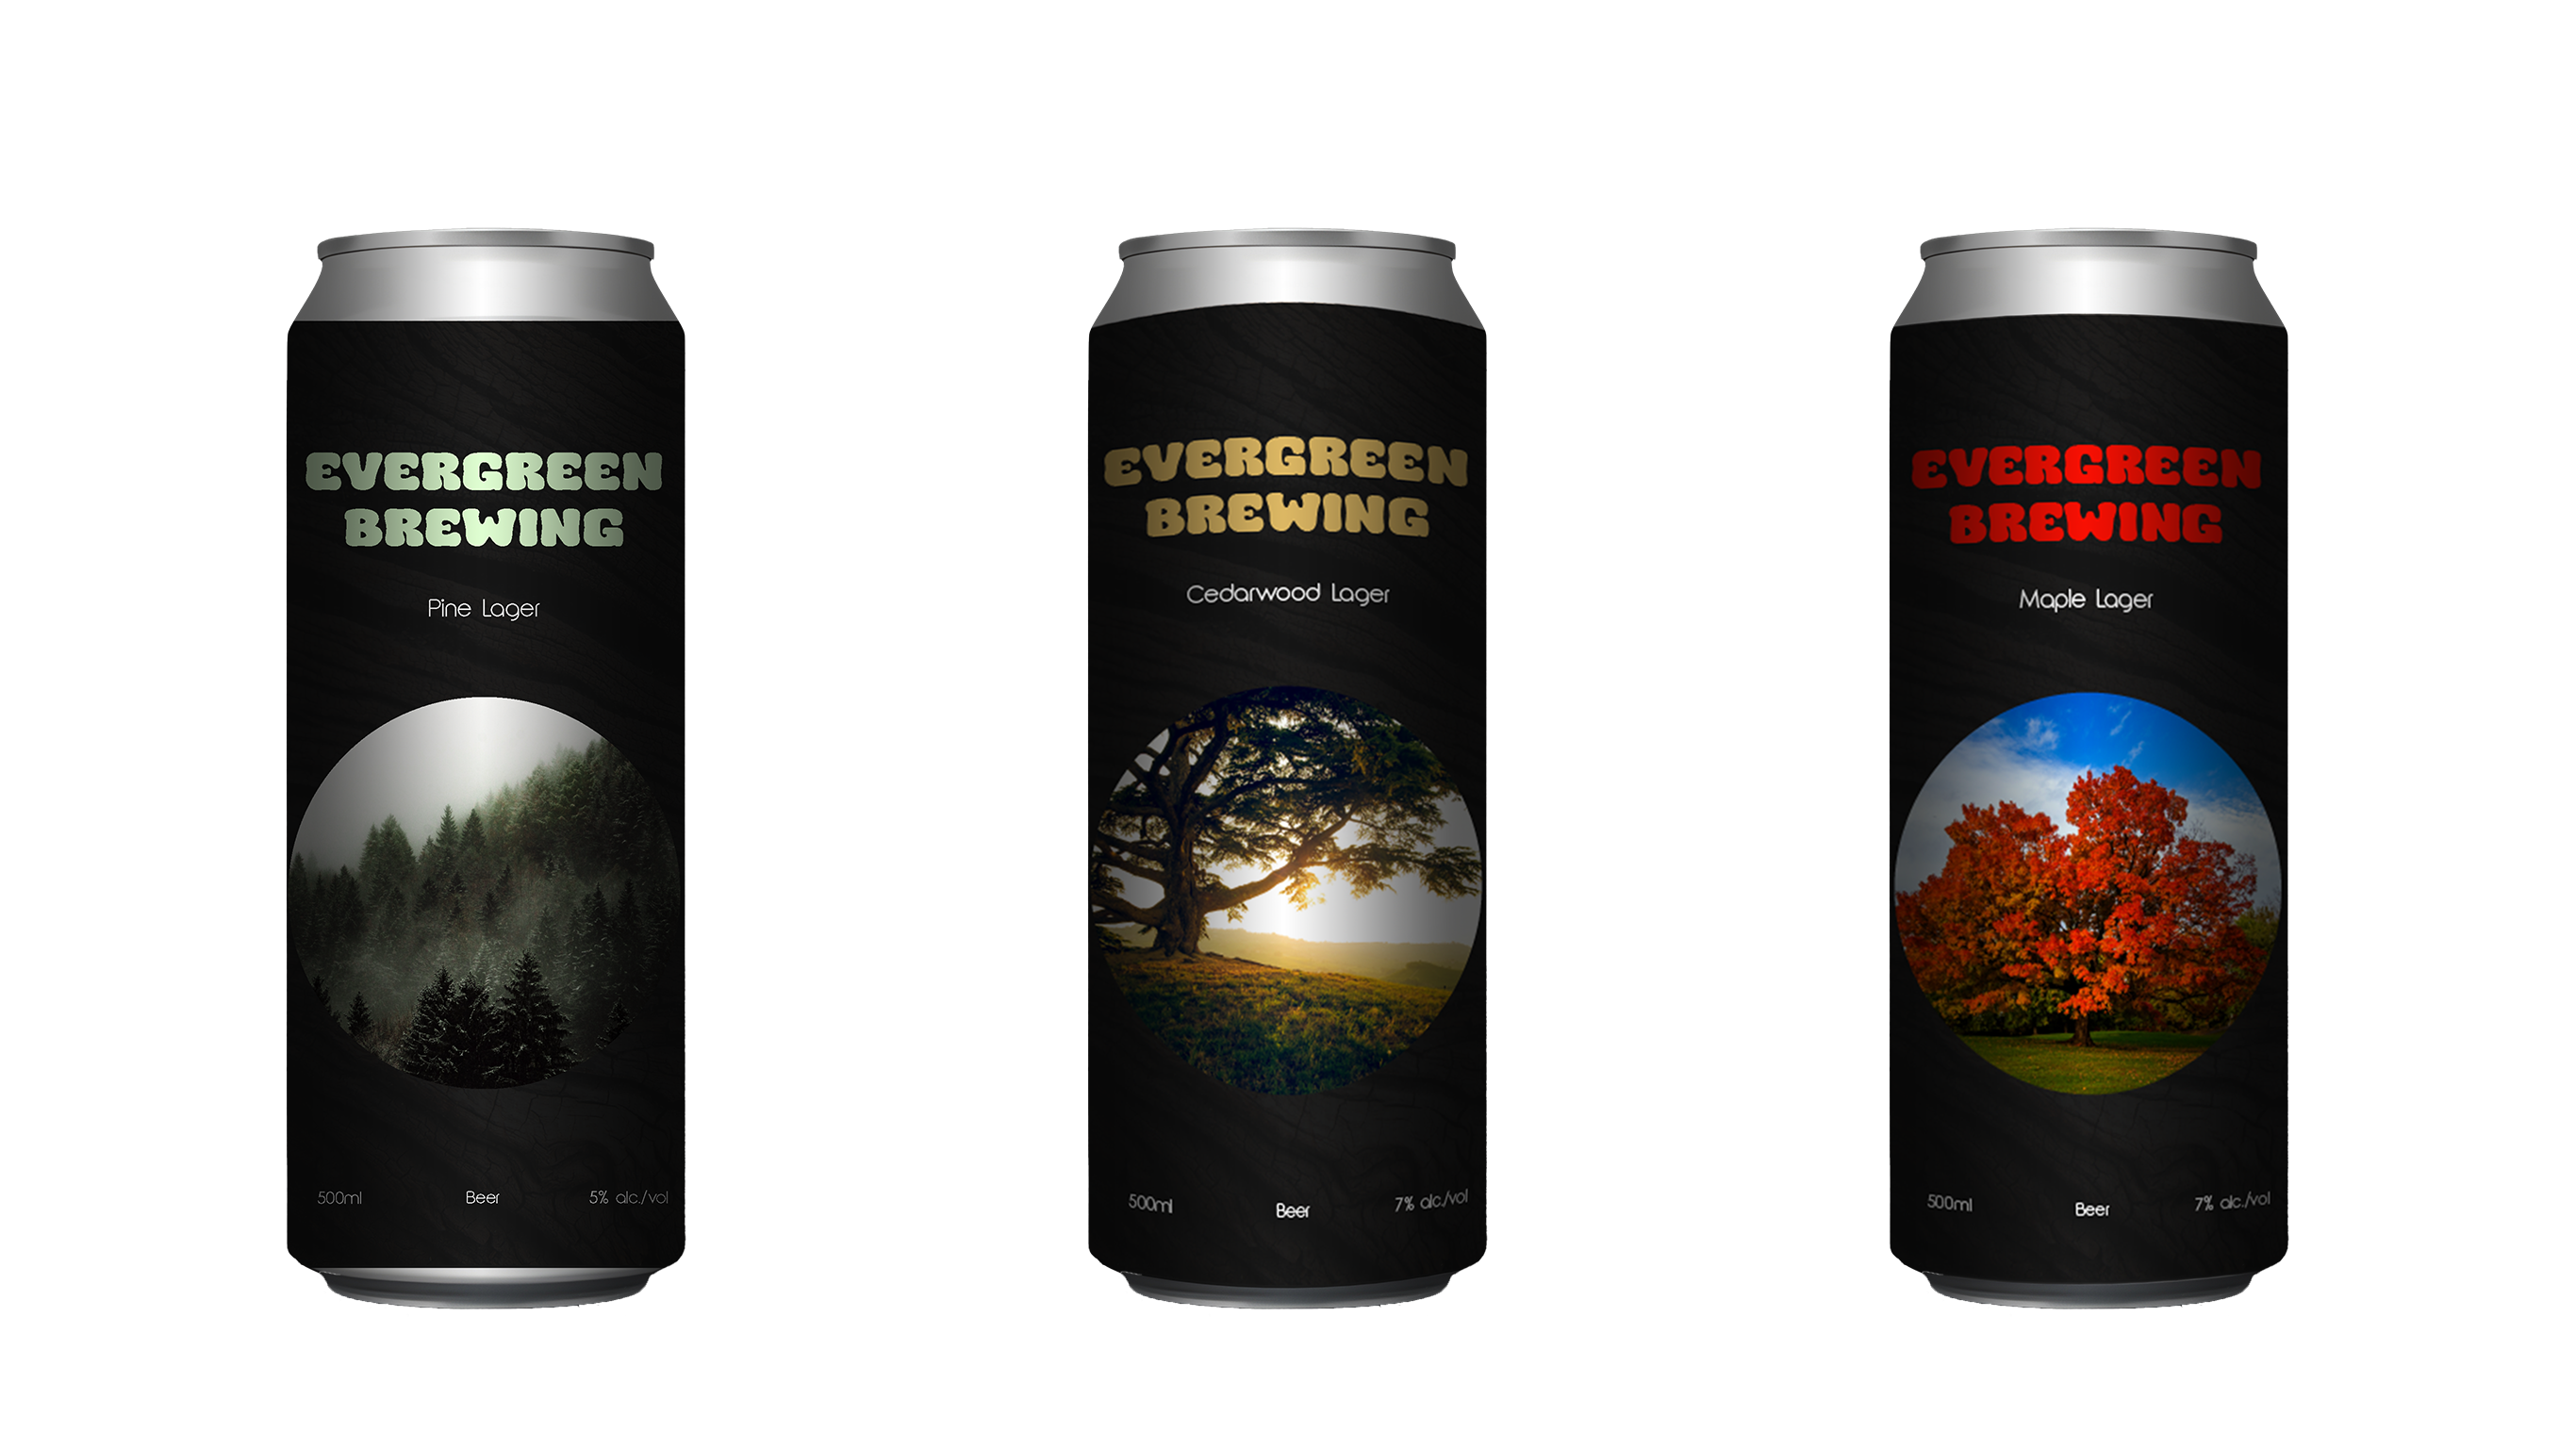 EVERGREEN
BREWING
Pine Lager
500ml
Beer
5% alc./vol
EVERGREEN
BREWING
Cedarwood Lager
500ml
Beer
7% alc./vol
EVERGREEN
BREWING
Maple Lager
500ml
Beer
7% alc./vol